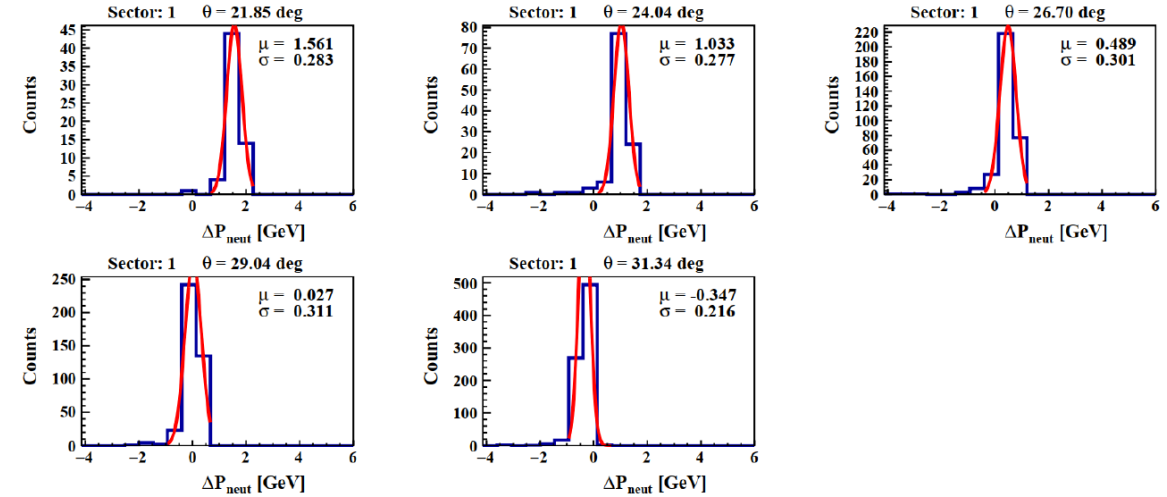 Sector: 1 θ = 21.85 deg
45
40
35
30
25
20
15
10
5
0
Counts
μ = 1.561
σ = 0.283
−4 −2 0 2 4 6
ΔP_neut [GeV]
Sector: 1 θ = 24.04 deg
80
70
60
50
40
30
20
10
0
Counts
μ = 1.033
σ = 0.277
−4 −2 0 2 4 6
ΔP_neut [GeV]
Sector: 1 θ = 26.70 deg
220
200
180
160
140
120
100
80
60
40
20
0
Counts
μ = 0.489
σ = 0.301
−4 −2 0 2 4 6
ΔP_neut [GeV]
Sector: 1 θ = 29.04 deg
250
200
150
100
50
0
Counts
μ = 0.027
σ = 0.311
−4 −2 0 2 4 6
ΔP_neut [GeV]
Sector: 1 θ = 31.34 deg
500
400
300
200
100
0
Counts
μ = -0.347
σ = 0.216
−4 −2 0 2 4 6
ΔP_neut [GeV]